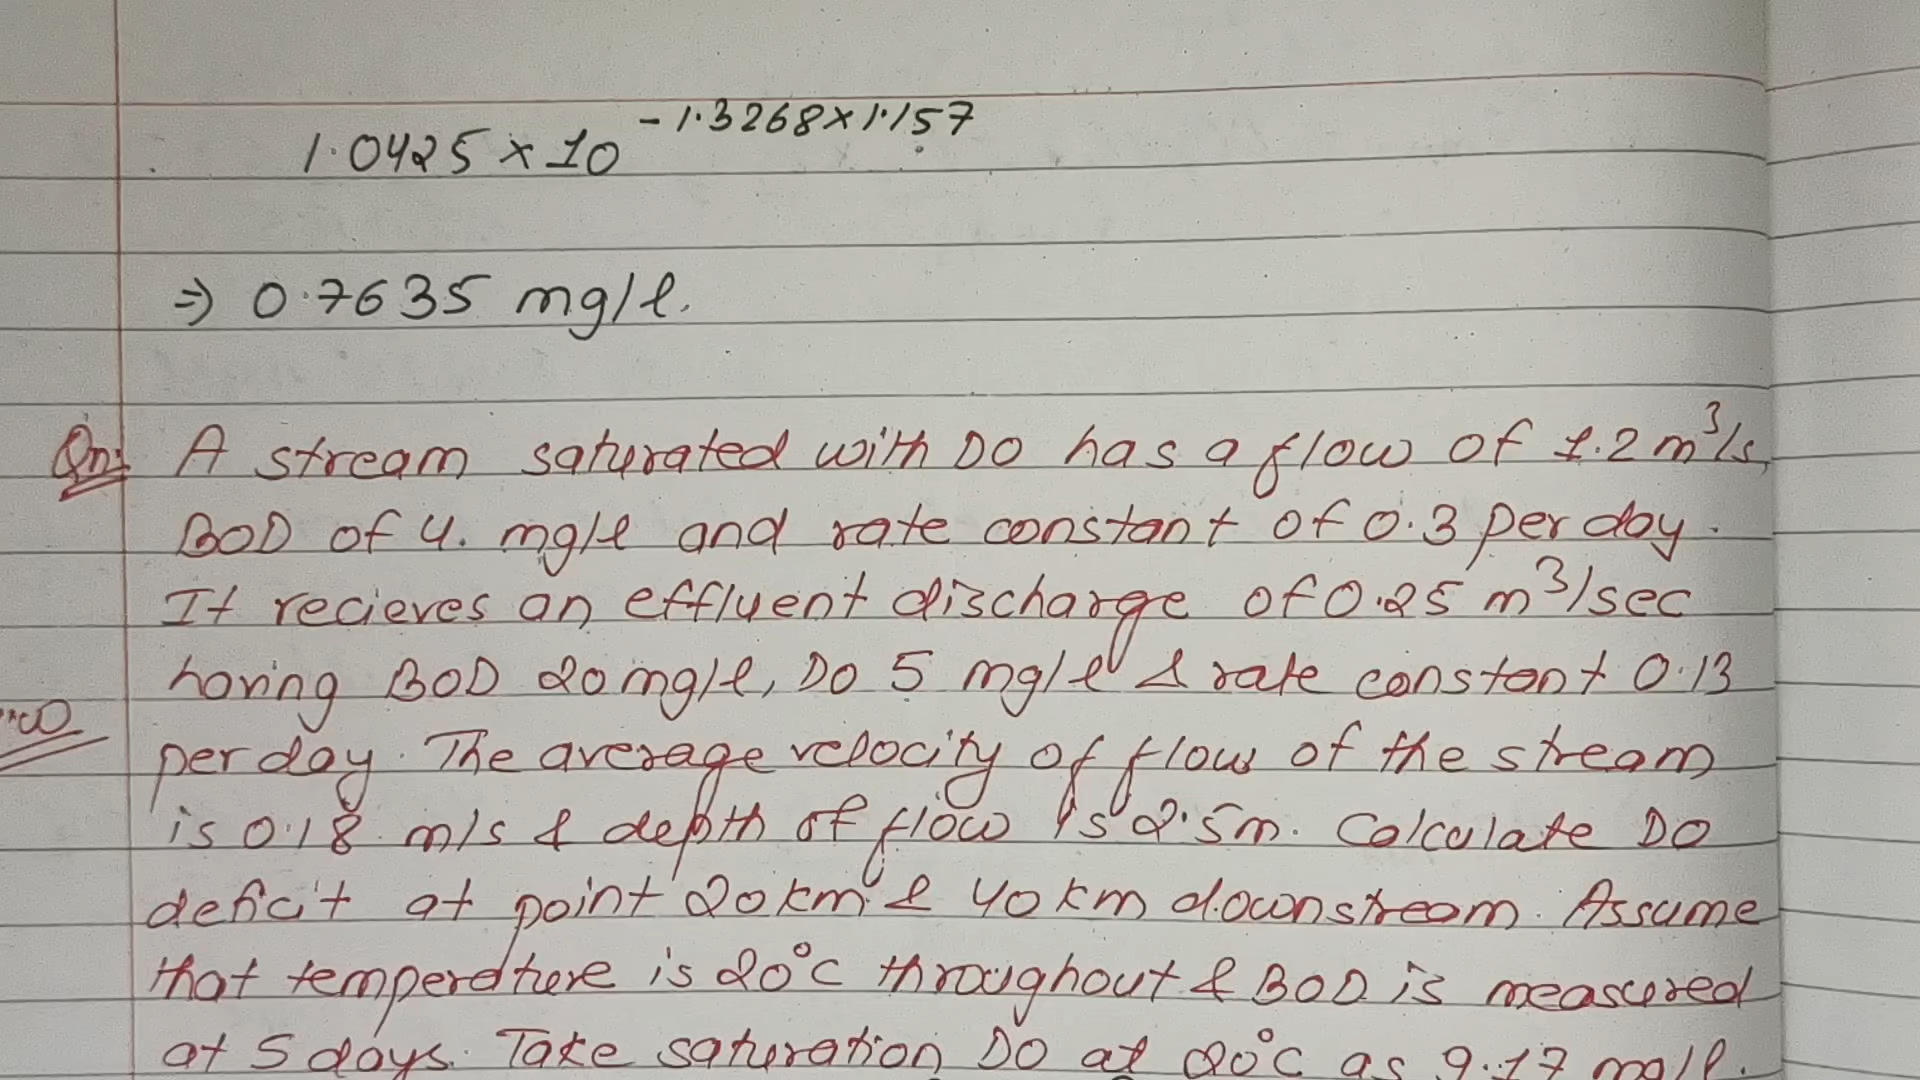 1.0425 × 10^-1.3268×1.157
⇒ 0.7635 mg/l.
Qn: A stream saturated with DO has a flow of 1.2 m³/s,
BOD of 4. mg/l and rate constant of 0.3 per day.
It recieves an effluent discharge of 0.25 m³/sec
having BOD 20 mg/l, DO 5 mg/l & rate constant 0.13
per day. The average velocity of flow of the stream
is 0.18 m/s & depth of flow is 2.5m. Calculate DO
deficit at point 20 km & 40 km downstream. Assume
that temperature is 20°C throughout & BOD is measured
at 5 days. Take saturation DO at 20°C as 9.17 mg/l.